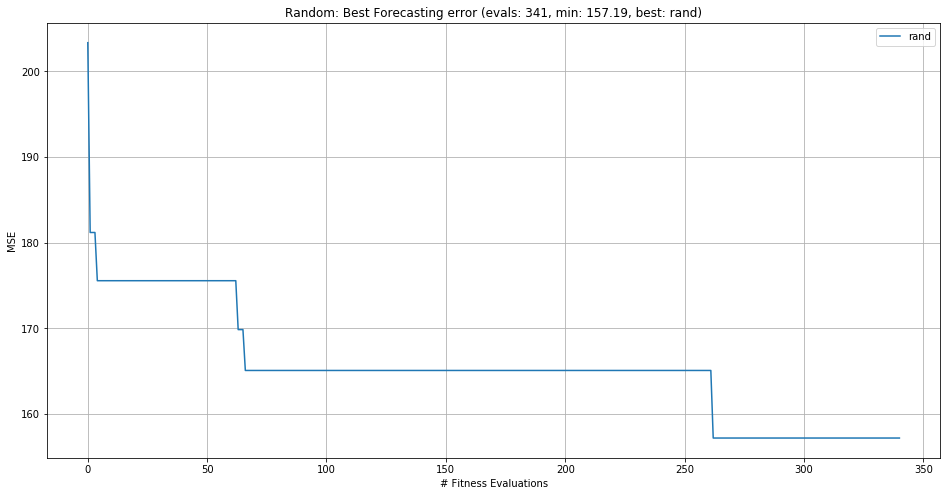 Random: Best Forecasting error (evals: 341, min: 157.19, best: rand)
rand
200
190
180
170
160
MSE
0 50 100 150 200 250 300 350
# Fitness Evaluations